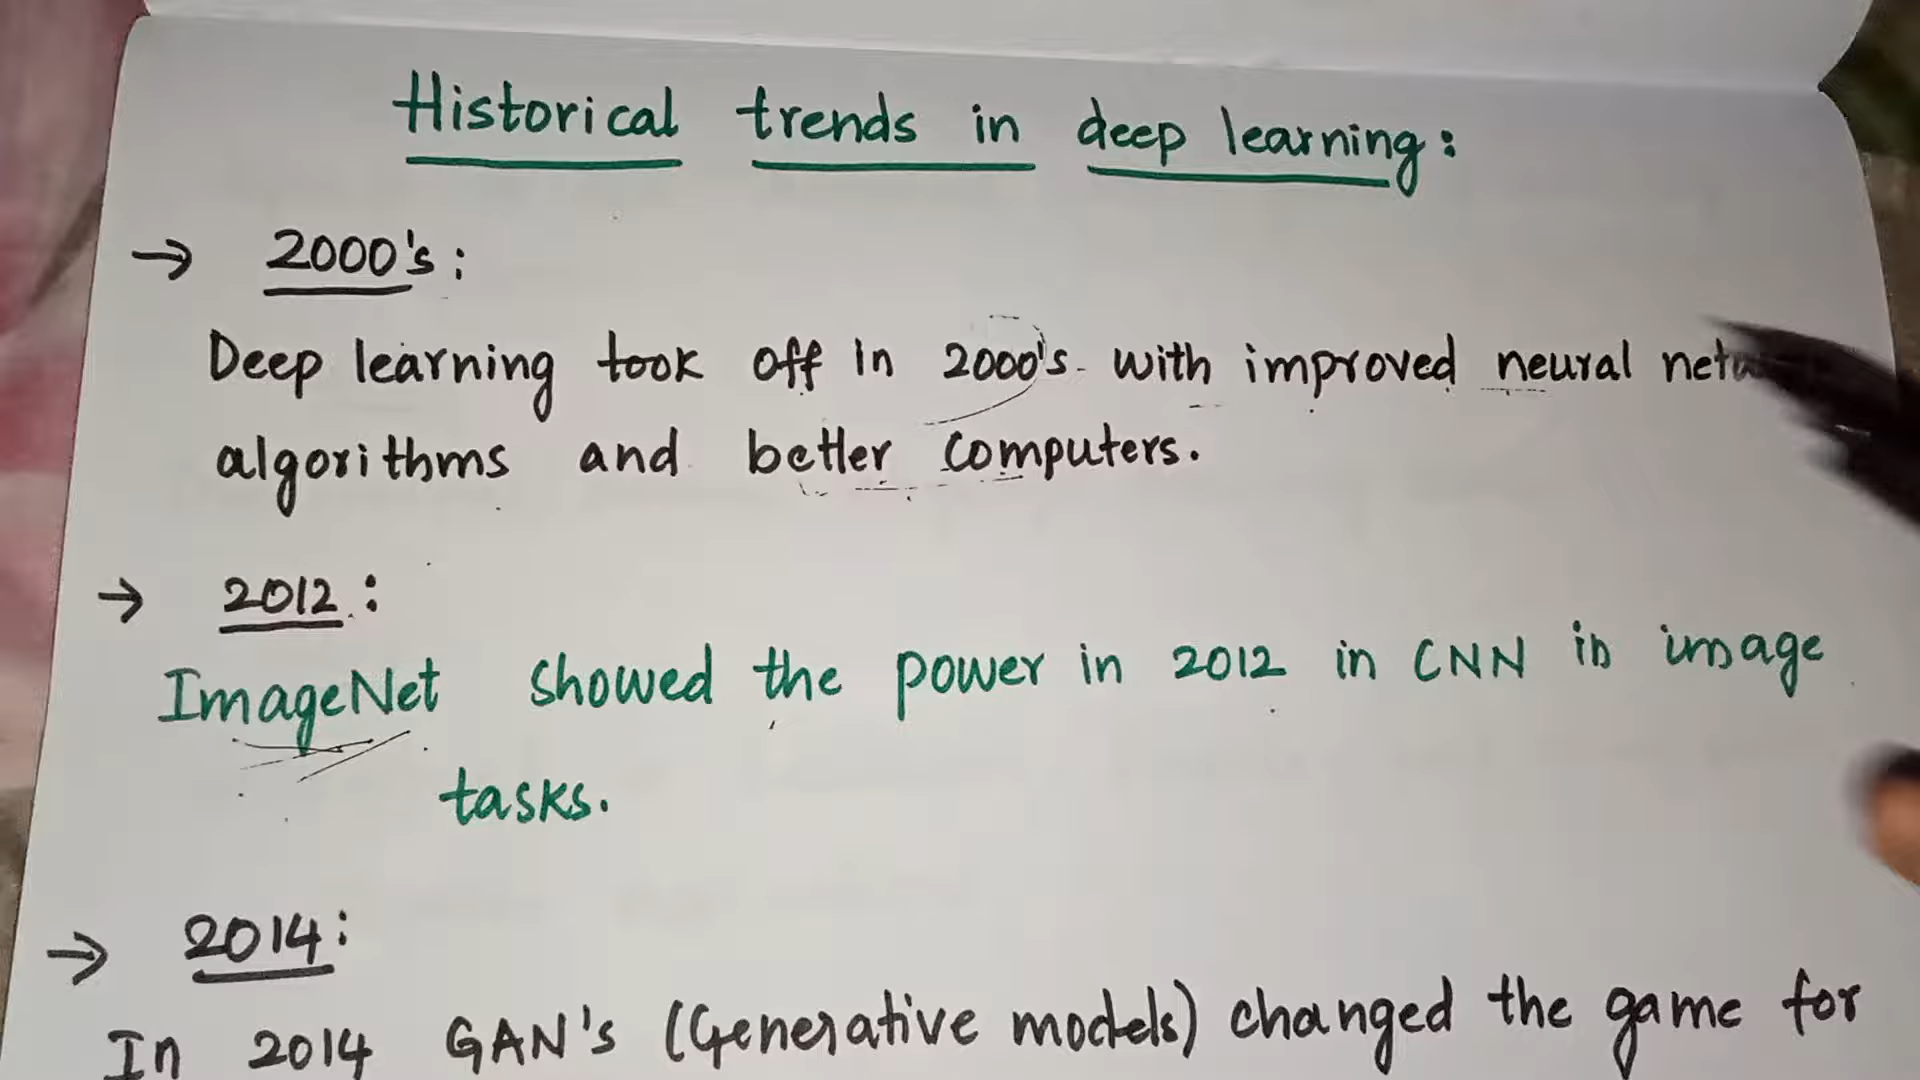 Historical trends in deep learning:
→ 2000's:
Deep learning took off in 2000's with improved neural
algorithms and better computers.
→ 2012:
ImageNet showed the power in 2012 in CNN in image
tasks.
→ 2014:
In 2014 GAN's (Generative models) changed the game for